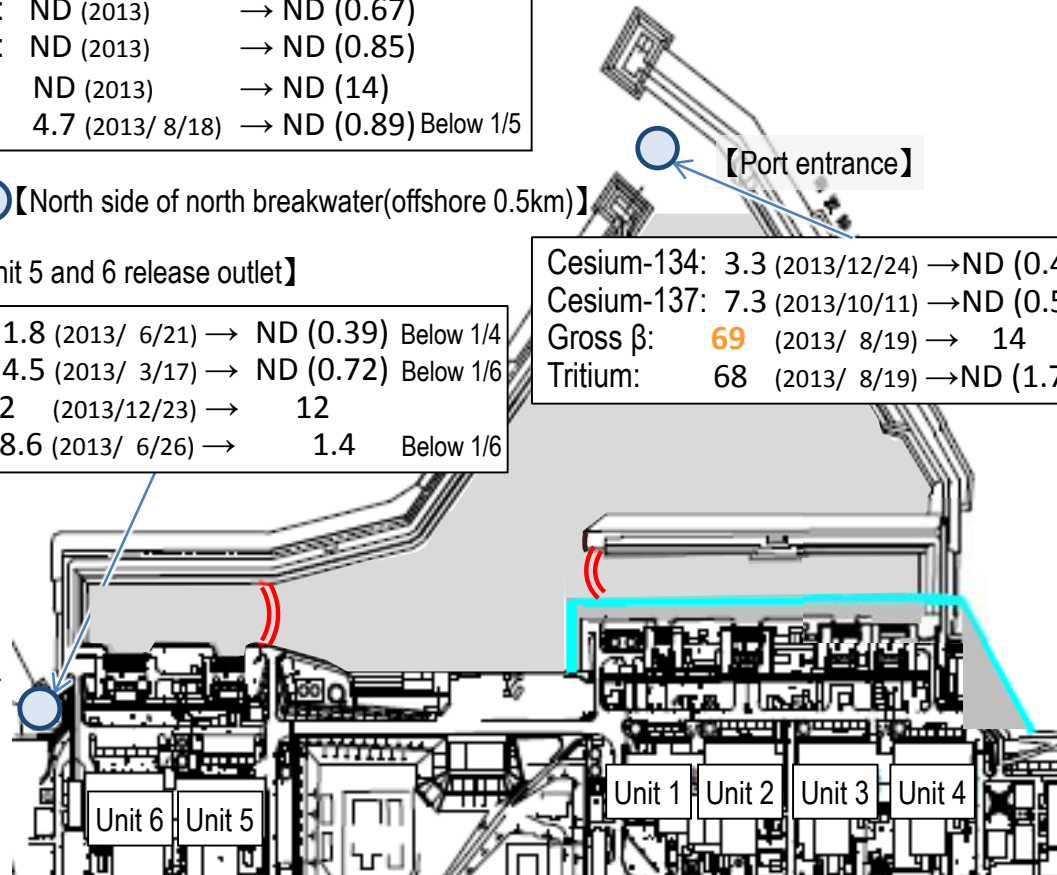 : ND (2013) → ND (0.67)
: ND (2013) → ND (0.85)
ND (2013) → ND (14)
4.7 (2013/ 8/18) → ND (0.89) Below 1/5
【Port entrance】
【North side of north breakwater(offshore 0.5km)】
nit 5 and 6 release outlet】
Cesium-134: 3.3 (2013/12/24) →ND (0.4
Cesium-137: 7.3 (2013/10/11) →ND (0.5
Gross β: 69 (2013/ 8/19) → 14
Tritium: 68 (2013/ 8/19) →ND (1.7
1.8 (2013/ 6/21) → ND (0.39) Below 1/4
4.5 (2013/ 3/17) → ND (0.72) Below 1/6
2 (2013/12/23) → 12
8.6 (2013/ 6/26) → 1.4 Below 1/6
Unit 1 Unit 2 Unit 3 Unit 4
Unit 6 Unit 5